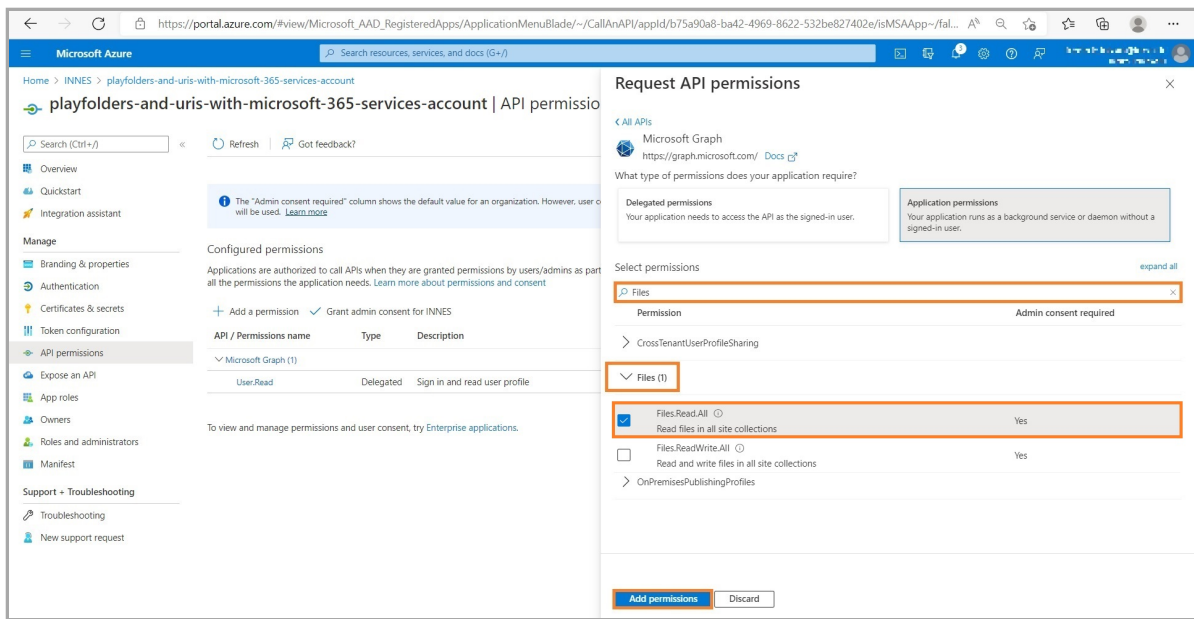 https://portal.azure.com/#view/Microsoft_AAD_RegisteredApps/ApplicationMenuBlade/~/CallAnAPI/appId/b75a90a8-ba42-4969-8622-532be827402e/isMSAApp~/fal...
Microsoft Azure
Search resources, services, and docs (G+/)
3
Home > INNES > playfolders-and-uris-with-microsoft-365-services-account
playfolders-and-uris-with-microsoft-365-services-account | API permissio
Search (Ctrl+/)
Refresh
Got feedback?
Overview
Quickstart
Integration assistant
Manage
Branding & properties
Authentication
Certificates & secrets
Token configuration
API permissions
Expose an API
App roles
Owners
Roles and administrators
Manifest
Support + Troubleshooting
Troubleshooting
New support request
The "Admin consent required" column shows the default value for an organization. However, user co
will be used. Learn more
Configured permissions
Applications are authorized to call APIs when they are granted permissions by users/admins as part
all the permissions the application needs. Learn more about permissions and consent
Add a permission
Grant admin consent for INNES
API / Permissions name Type Description
Microsoft Graph (1)
User.Read Delegated Sign in and read user profile
To view and manage permissions and user consent, try Enterprise applications.
Request API permissions
All APIs
Microsoft Graph
https://graph.microsoft.com/ Docs
What type of permissions does your application require?
Delegated permissions
Your application needs to access the API as the signed-in user.
Application permissions
Your application runs as a background service or daemon without a
signed-in user.
Select permissions
expand all
Files
Permission Admin consent required
CrossTenantUserProfileSharing
Files (1)
Files.Read.All
Read files in all site collections
Yes
Files.ReadWrite.All
Read and write files in all site collections
Yes
OnPremisesPublishingProfiles
Add permissions
Discard